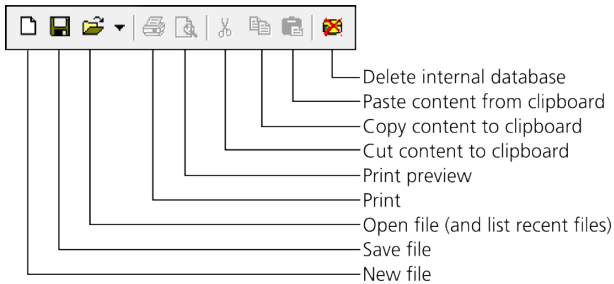 Delete internal database
Paste content from clipboard
Copy content to clipboard
Cut content to clipboard
Print preview
Print
Open file (and list recent files)
Save file
New file